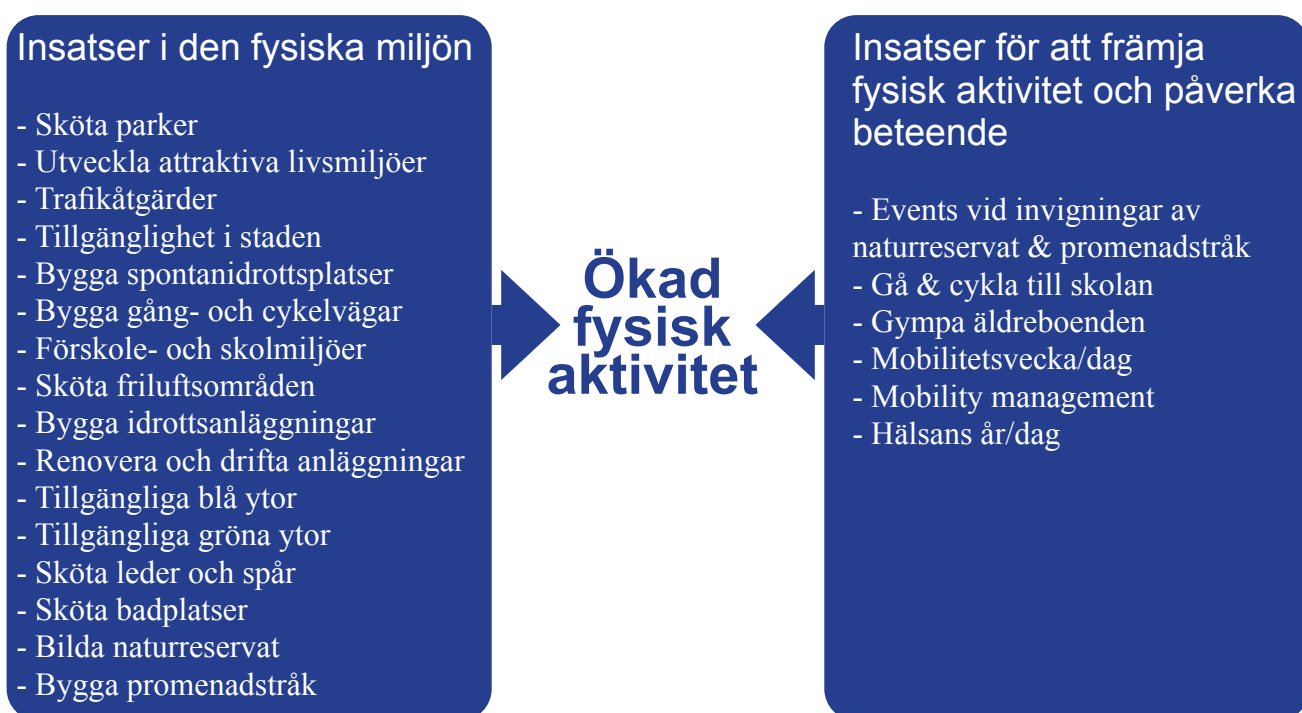 Insatser i den fysiska miljön
- Sköta parker
- Utveckla attraktiva livsmiljöer
- Trafikåtgärder
- Tillgänglighet i staden
- Bygga spontanidrottsplatser
- Bygga gång- och cykelvägar
- Förskole- och skolmiljöer
- Sköta friluftsområden
- Bygga idrottsanläggningar
- Renovera och drifta anläggningar
- Tillgängliga blå ytor
- Tillgängliga gröna ytor
- Sköta leder och spår
- Sköta badplatser
- Bilda naturreservat
- Bygga promenadstråk
Ökad
fysisk
aktivitet
Insatser för att främja
fysisk aktivitet och påverka
beteende
- Events vid invigningar av
naturreservat & promenadstråk
- Gå & cykla till skolan
- Gympa äldreboenden
- Mobilitetsvecka/dag
- Mobility management
- Hälsans år/dag